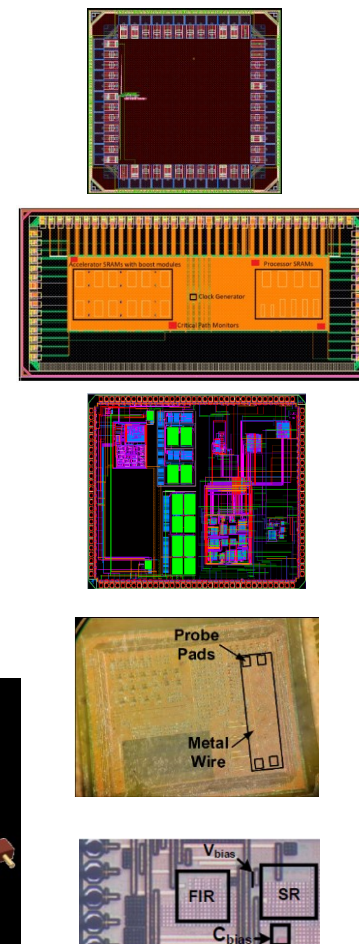 Accelerator SRAMs with boost modules
Processor SRAMs
Clock Generator
Critical Path Monitors
Probe
Pads
Metal
Wire
Vbias
FIR
SR
Cbias